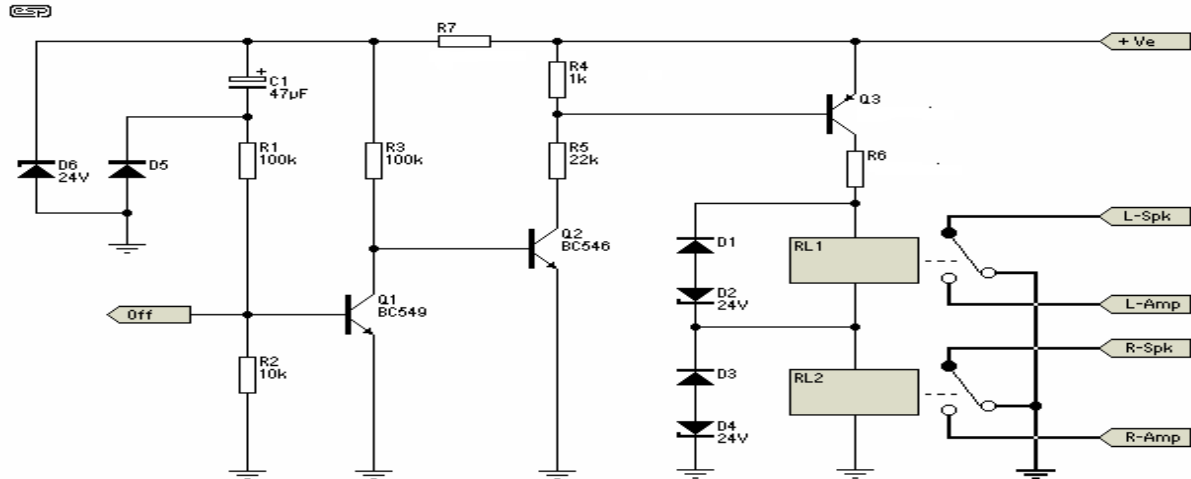 esp
R7
+ Ve
C1
47µF
R4
1k
Q3
D6
24V
D5
R1
100k
R3
100k
R5
22k
R6
L-Spk
Q2
BC546
D1
RL1
D2
24V
Off
Q1
BC549
L-Amp
R-Spk
R2
10k
D3
RL2
D4
24V
R-Amp